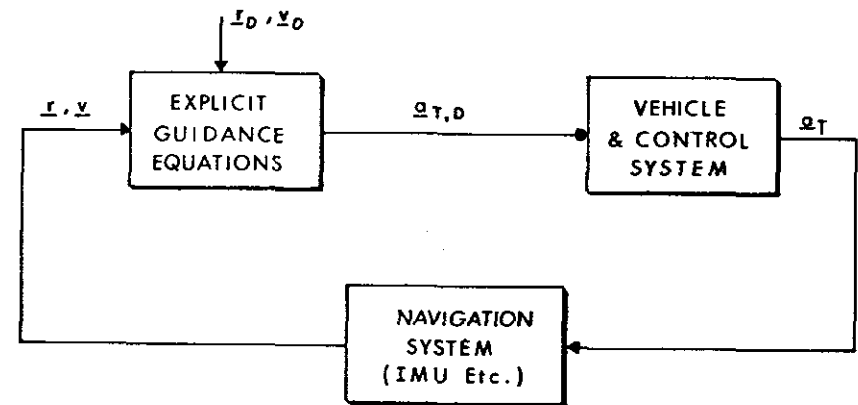 r_D, v_D
r, v
EXPLICIT
GUIDANCE
EQUATIONS
a_T,D
VEHICLE
& CONTROL
SYSTEM
a_T
NAVIGATION
SYSTEM
(IMU Etc.)